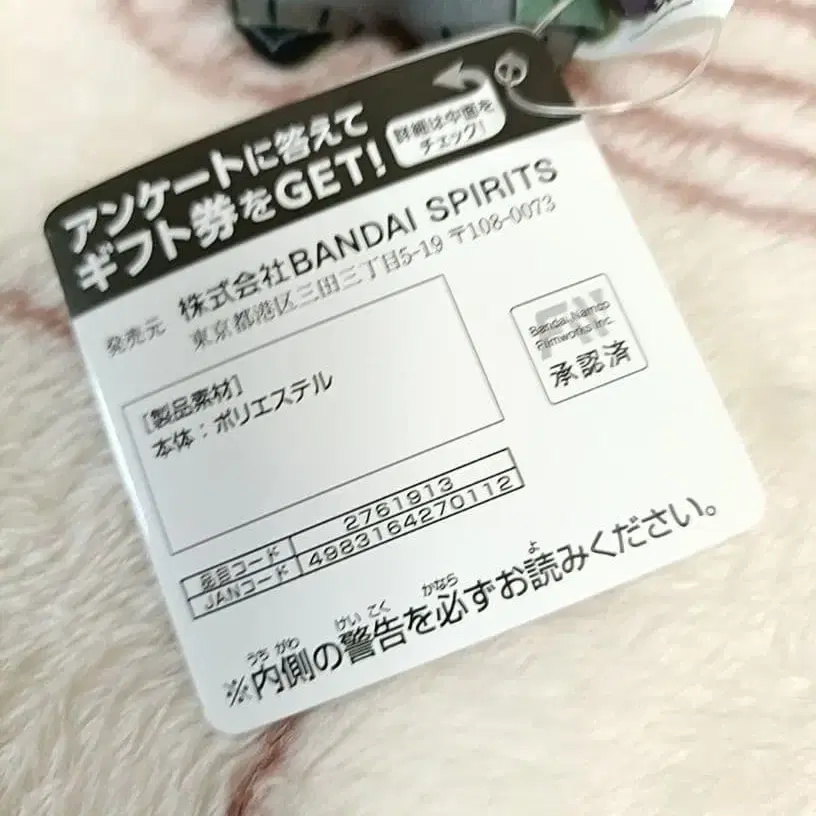 アンケートに答えて
ギフト券をGET!
詳細は中面を
チェック!
発売元
株式会社BANDAI SPIRITS
東京都港区三田三丁目5-19 〒108-0073
[製品素材]
本体：ポリエステル
FW
Bandai Namco
Filmworks Inc.
承認済
品目コード 2761913
JANコード 4983164270112
※内側の警告を必ずお読みください。